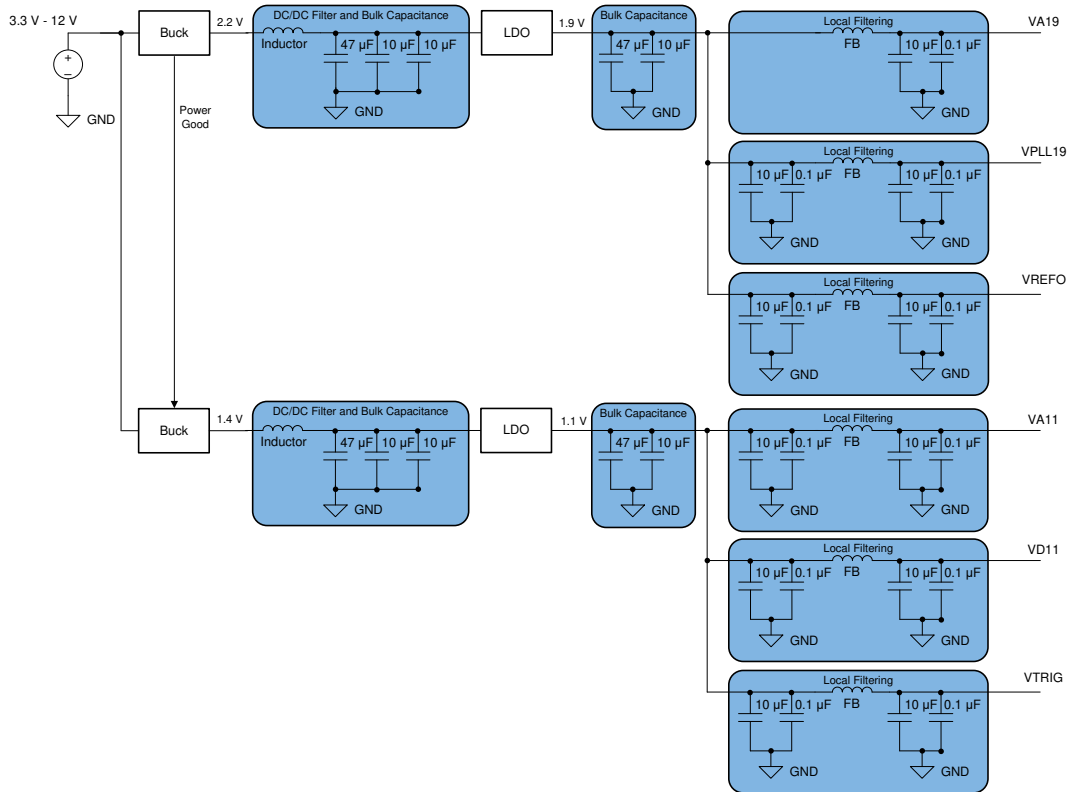 3.3 V - 12 V
GND
Buck
Power
Good
2.2 V
DC/DC Filter and Bulk Capacitance
Inductor
47 µF 10 µF 10 µF
GND
LDO
1.9 V
Bulk Capacitance
47 µF 10 µF
GND
Local Filtering
FB
10 µF 0.1 µF
GND
VA19
Local Filtering
10 µF 0.1 µF
FB
10 µF 0.1 µF
GND
GND
VPLL19
Local Filtering
10 µF 0.1 µF
FB
10 µF 0.1 µF
GND
GND
VREFO
Buck
1.4 V
DC/DC Filter and Bulk Capacitance
Inductor
47 µF 10 µF 10 µF
GND
LDO
1.1 V
Bulk Capacitance
47 µF 10 µF
GND
Local Filtering
10 µF 0.1 µF
FB
10 µF 0.1 µF
GND
GND
VA11
Local Filtering
10 µF 0.1 µF
FB
10 µF 0.1 µF
GND
GND
VD11
Local Filtering
10 µF 0.1 µF
FB
10 µF 0.1 µF
GND
GND
VTRIG